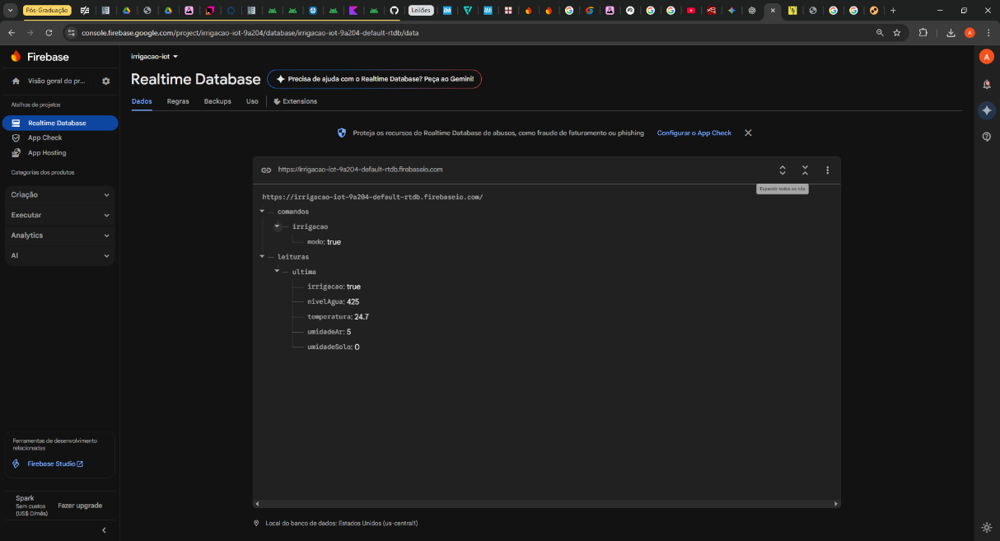 Pós-Graduação
Leilões
console.firebase.google.com/project/irrigacao-iot-9a204/database/irrigacao-iot-9a204-default-rtdb/data
A
Firebase
irrigacao-iot
A
Visão geral do pr...
Realtime Database
Precisa de ajuda com o Realtime Database? Peça ao Gemini!
Atalhos de projetos
Dados
Regras
Backups
Uso
Extensions
Realtime Database
App Check
App Hosting
Proteja os recursos do Realtime Database de abusos, como fraude de faturamento ou phishing
Configurar o App Check
Categorias dos produtos
Criação
Executar
Analytics
AI
https://irrigacao-iot-9a204-default-rtdb.firebaseio.com
Expandir todos os nós
https://irrigacao-iot-9a204-default-rtdb.firebaseio.com/
comandos
irrigacao
modo: true
leituras
ultima
irrigacao: true
nivelAgua: 425
temperatura: 24.7
umidadeAr: 5
umidadeSolo: 0
Ferramentas de desenvolvimento
relacionadas
Firebase Studio
Spark
Sem custos
(US$ 0/mês)
Fazer upgrade
Local do banco de dados: Estados Unidos (us-central1)